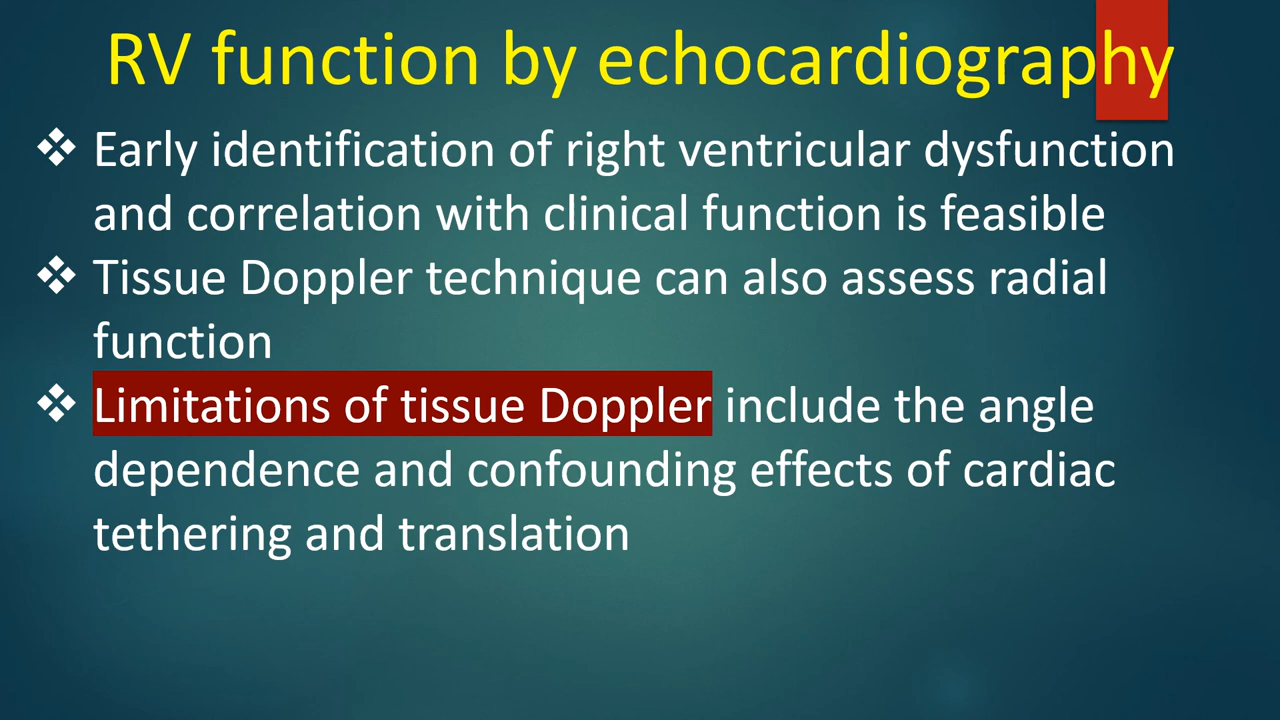 RV function by echocardiography
❖ Early identification of right ventricular dysfunction
and correlation with clinical function is feasible
❖ Tissue Doppler technique can also assess radial
function
❖ Limitations of tissue Doppler include the angle
dependence and confounding effects of cardiac
tethering and translation